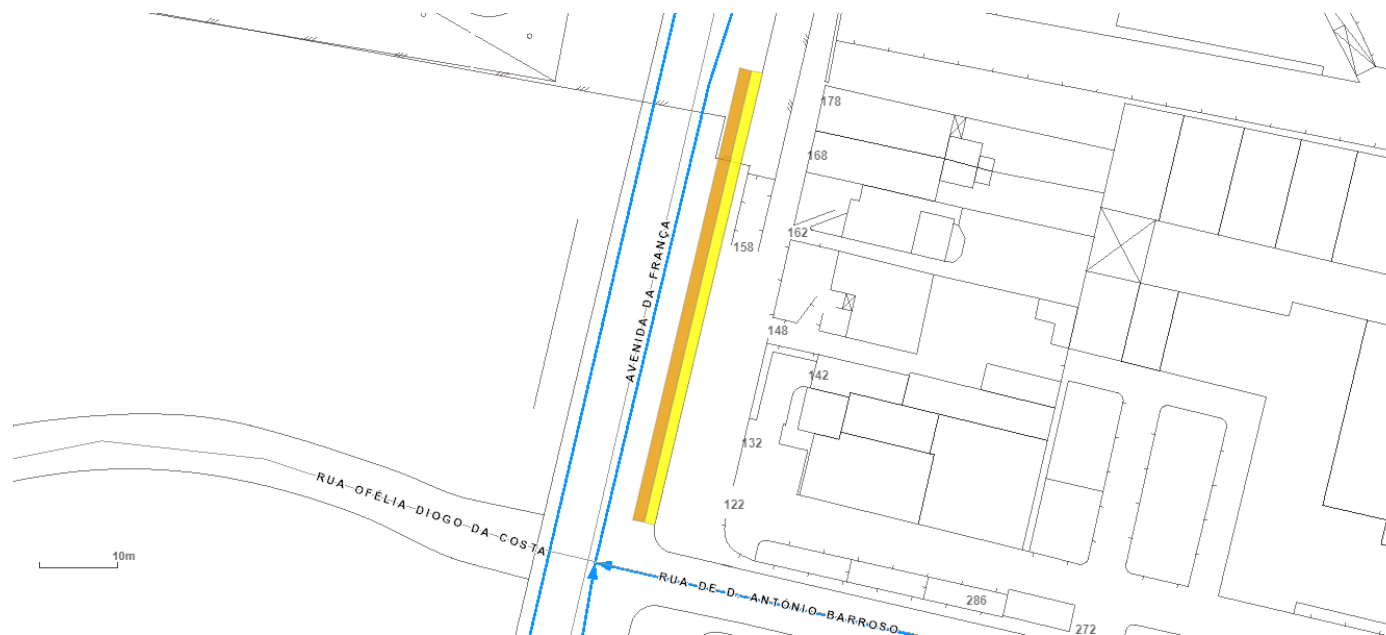 178
168
162
158
AVENIDA DA FRANÇA
148
142
132
RUA OFÉLIA DIOGO DA COSTA
122
10m
RUA DE D. ANTÓNIO BARROSO
286
272